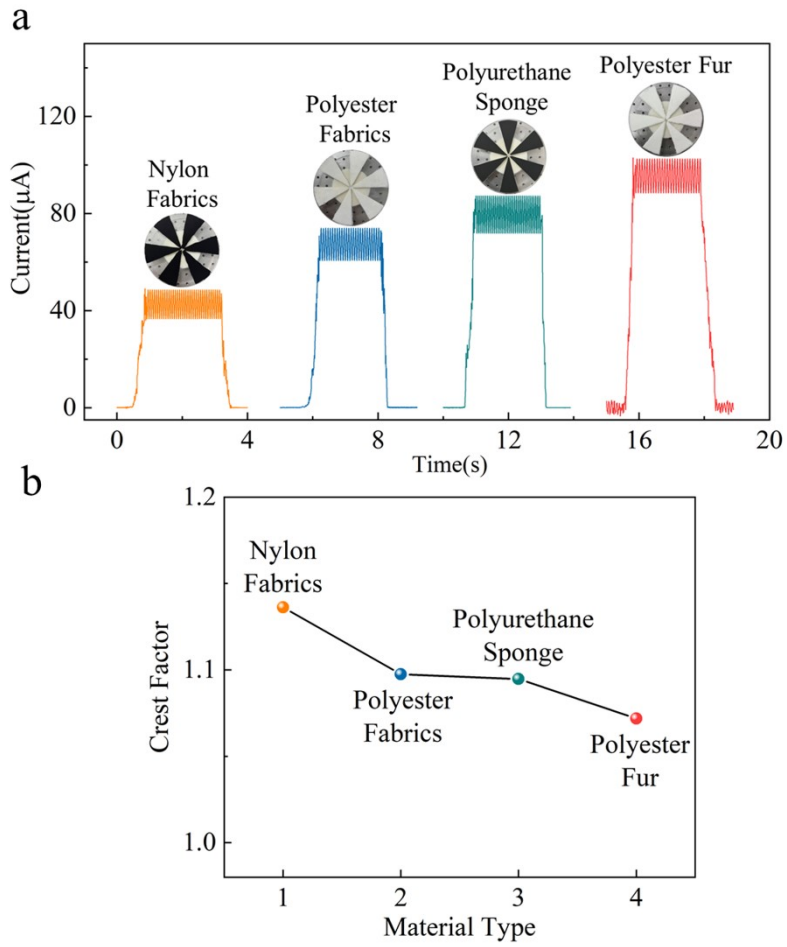 a
120
80
40
0
Current(μA)
Nylon
Fabrics
Polyester
Fabrics
Polyurethane
Sponge
Polyester Fur
0
4
8
12
16
20
Time(s)
b
1.2
1.1
1.0
Crest Factor
Nylon
Fabrics
Polyester
Fabrics
Polyurethane
Sponge
Polyester
Fur
1
2
3
4
Material Type